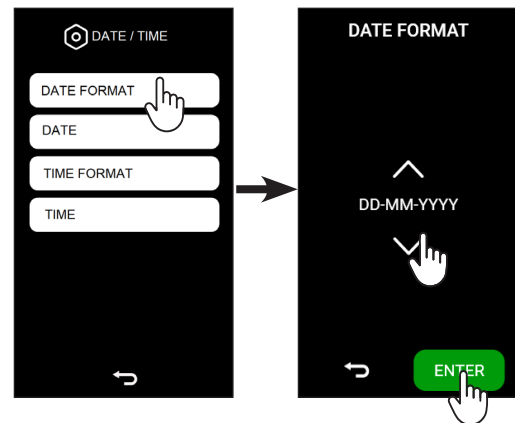 DATE / TIME
DATE FORMAT
DATE
TIME FORMAT
TIME
DATE FORMAT
DD-MM-YYYY
ENTER